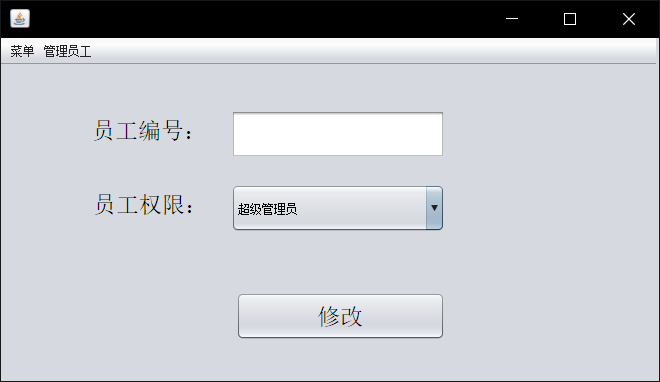 菜单 管理员工
员工编号：
员工权限：
超级管理员
修改